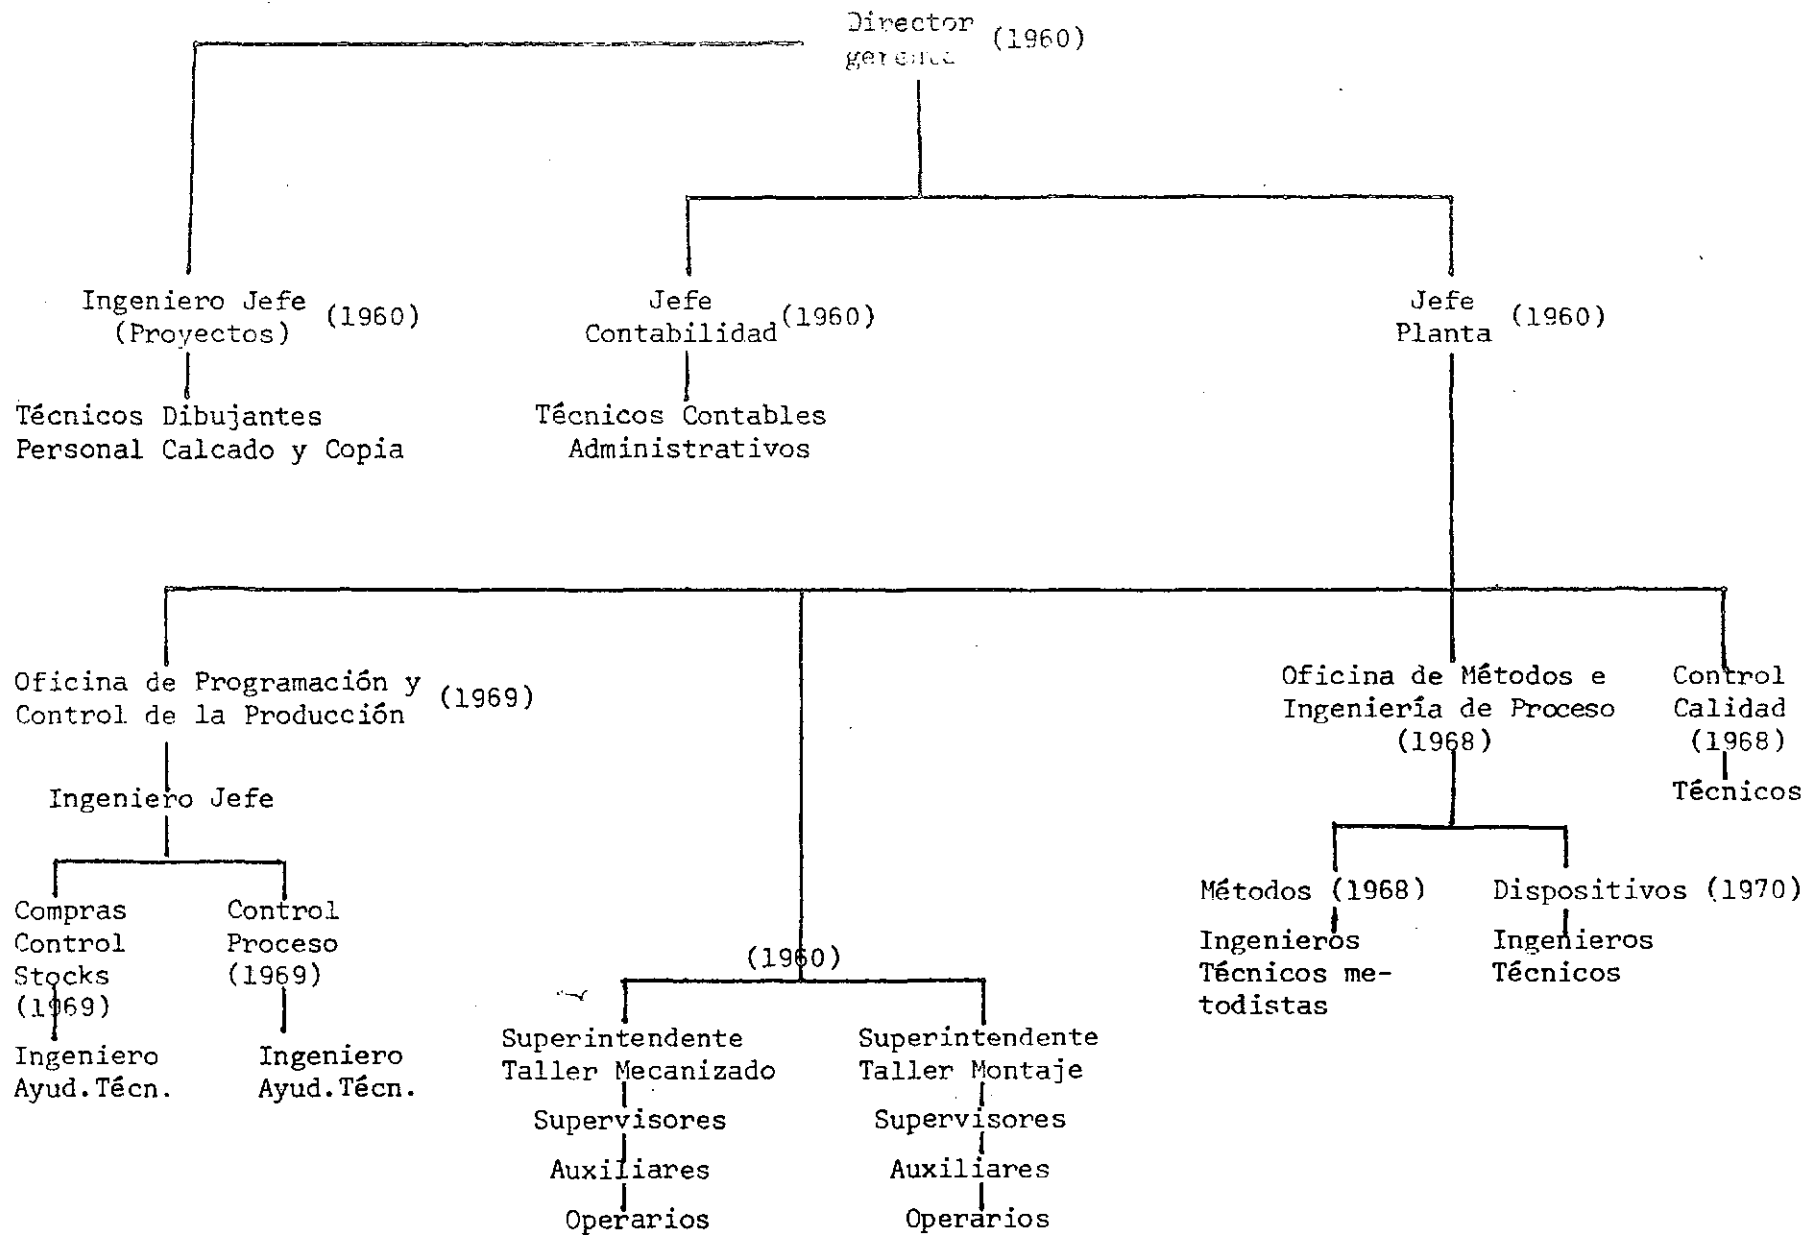 Director
gerente (1960)
Ingeniero Jefe
(Proyectos) (1960)
Jefe
Contabilidad (1960)
Jefe
Planta (1960)
Técnicos Dibujantes
Personal Calcado y Copia
Técnicos Contables
Administrativos
Oficina de Programación y
Control de la Producción (1969)
Oficina de Métodos e
Ingeniería de Proceso
(1968)
Control
Calidad
(1968)
Técnicos
Ingeniero Jefe
Compras
Control
Stocks
(1969)
Control
Proceso
(1969)
Ingeniero
Ayud.Técn.
Ingeniero
Ayud.Técn.
(1960)
Superintendente
Taller Mecanizado
Supervisores
Auxiliares
Operarios
Superintendente
Taller Montaje
Supervisores
Auxiliares
Operarios
Métodos (1968)
Ingenieros
Técnicos me-
todistas
Dispositivos (1970)
Ingenieros
Técnicos